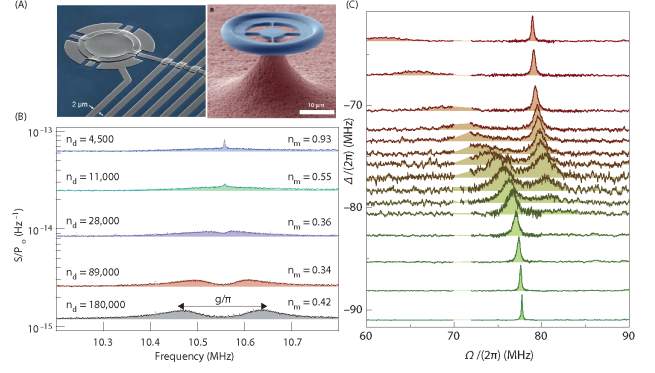 (A)
2 μm
a
10 μm
(B)
10⁻¹³
10⁻¹⁴
10⁻¹⁵
S/Pₒ (Hz⁻¹)
n_d = 4,500 n_m = 0.93
n_d = 11,000 n_m = 0.55
n_d = 28,000 n_m = 0.36
n_d = 89,000 n_m = 0.34
n_d = 180,000 g/π n_m = 0.42
10.3 10.4 10.5 10.6 10.7
Frequency (MHz)
(C)
−70
−80
−90
Δ/(2π) (MHz)
60 70 80 90
Ω/(2π) (MHz)